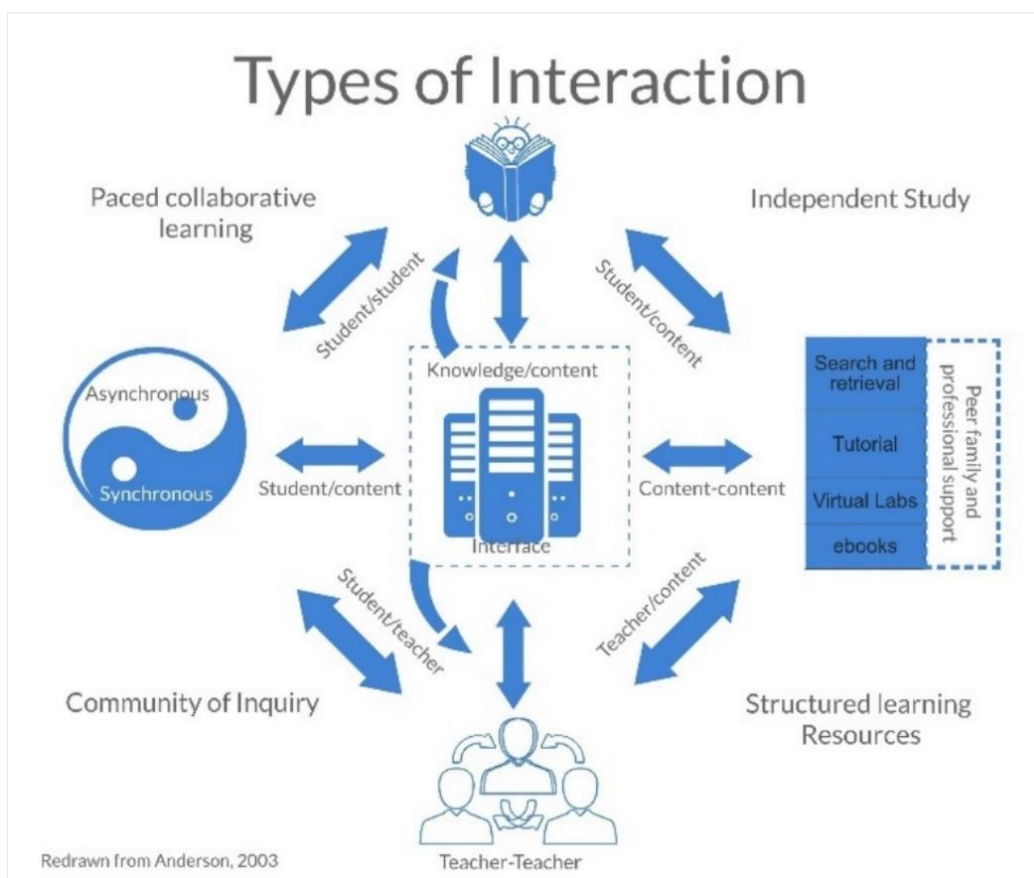 Types of Interaction
Paced collaborative
learning
Independent Study
Student/student
Student/content
Knowledge/content
Asynchronous
Synchronous
Student/content
Interface
Content-content
Search and
retrieval
Tutorial
Virtual Labs
ebooks
Peer family and
professional support
Student/teacher
Teacher/content
Community of Inquiry
Structured learning
Resources
Teacher-Teacher
Redrawn from Anderson, 2003